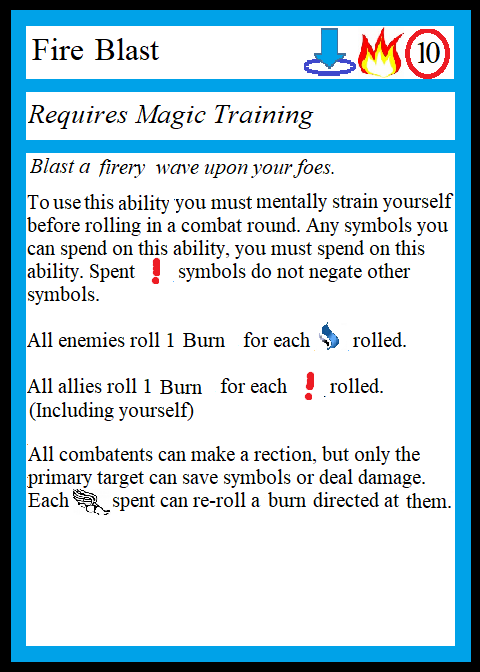 Fire Blast 10
Requires Magic Training
Blast a firery wave upon your foes.
To use this ability you must mentally strain yourself
before rolling in a combat round. Any symbols you
can spend on this ability, you must spend on this
ability. Spent ! symbols do not negate other
symbols.
All enemies roll 1 Burn for each rolled.
All allies roll 1 Burn for each ! rolled.
(Including yourself)
All combatents can make a rection, but only the
primary target can save symbols or deal damage.
Each spent can re-roll a burn directed at them.